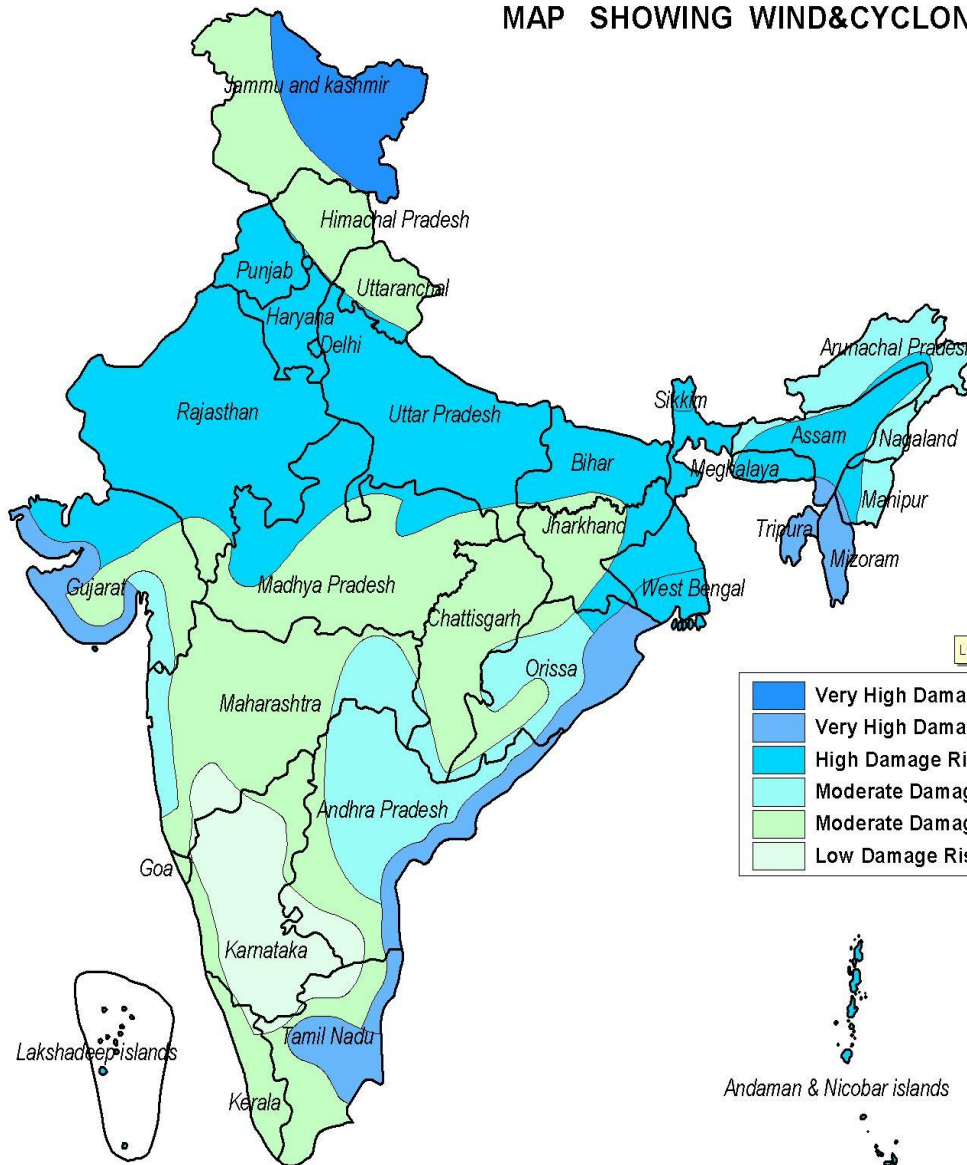 MAP SHOWING WIND&CYCLON
Jammu and kashmir
Himachal Pradesh
Punjab
Uttaranchal
Haryana
Delhi
Arunachal Pradesh
Rajasthan
Uttar Pradesh
Sikkim
Assam
Nagaland
Bihar
Meghalaya
Manipur
Jharkhand
Tripura
Mizoram
Gujarat
Madhya Pradesh
West Bengal
Chattisgarh
Orissa
Maharashtra
L
Very High Dama
Very High Dama
High Damage Ri
Moderate Damag
Moderate Damag
Low Damage Ris
Andhra Pradesh
Goa
Karnataka
Tamil Nadu
Lakshadeep islands
Kerala
Andaman & Nicobar islands